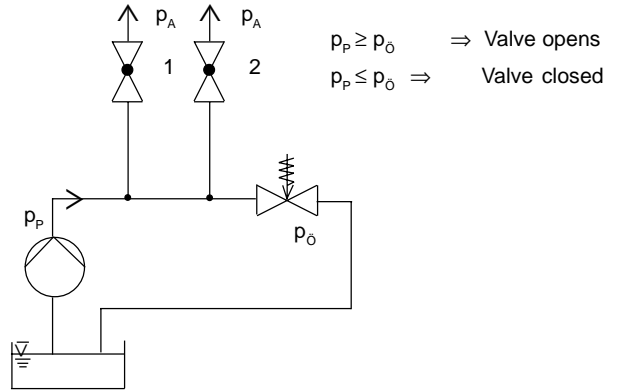 p_A p_A
1 2
p_P ≥ p_Ö ⇒ Valve opens
p_P ≤ p_Ö ⇒ Valve closed
p_P
p_Ö